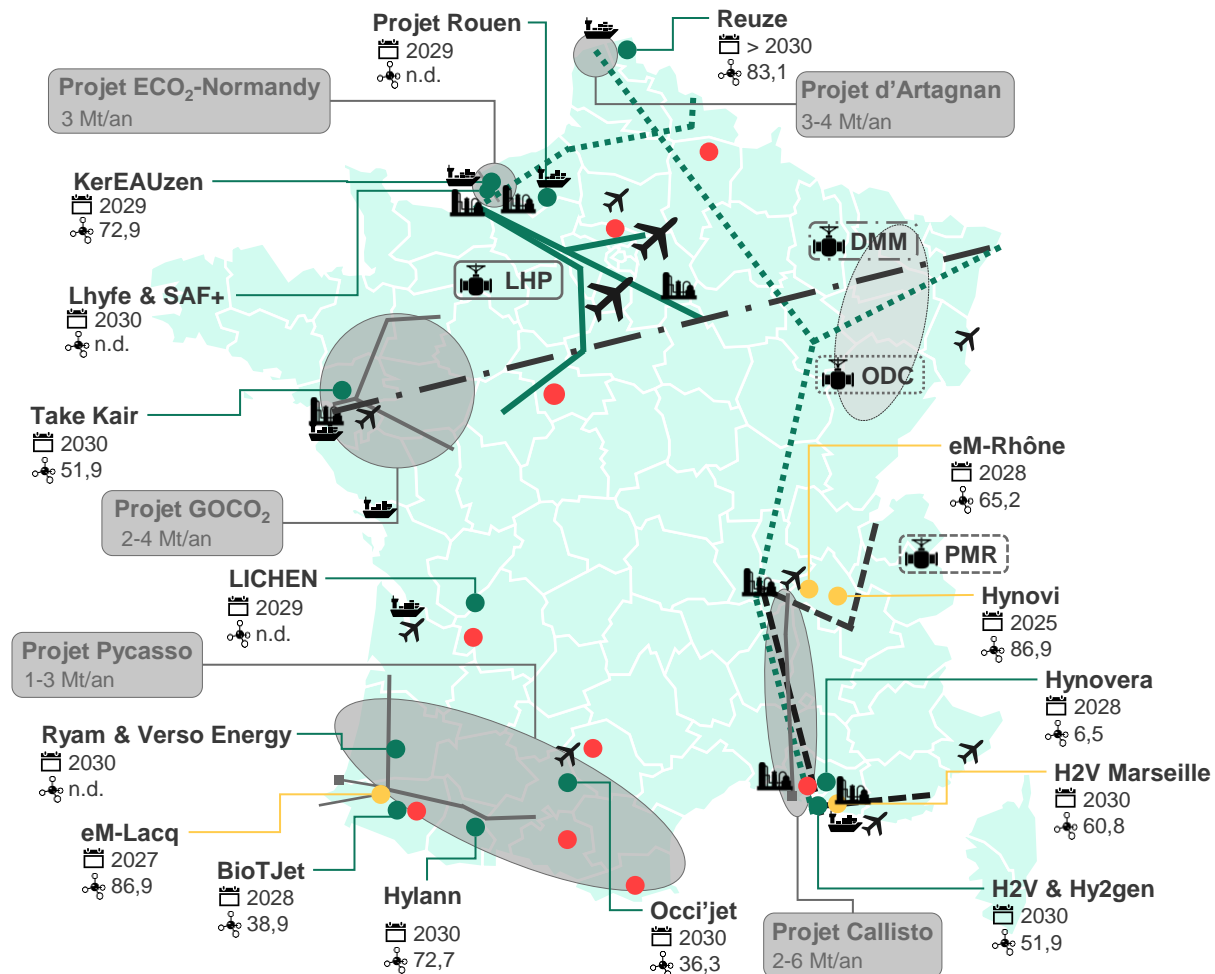 Projet Rouen
2029
n.d.
Reuze
> 2030
83,1
Projet ECO₂-Normandy
3 Mt/an
Projet d'Artagnan
3-4 Mt/an
KerEAUzen
2029
72,9
DMM
LHP
Lhyfe & SAF+
2030
n.d.
ODC
Take Kair
2030
51,9
eM-Rhône
2028
65,2
Projet GOCO₂
2-4 Mt/an
PMR
LICHEN
2029
n.d.
Hynovi
2025
86,9
Projet Pycasso
1-3 Mt/an
Hynovera
2028
6,5
Ryam & Verso Energy
2030
n.d.
H2V Marseille
2030
60,8
eM-Lacq
2027
86,9
BioTJet
2028
38,9
Hylann
2030
72,7
Occi'jet
2030
36,3
H2V & Hy2gen
2030
51,9
Projet Callisto
2-6 Mt/an